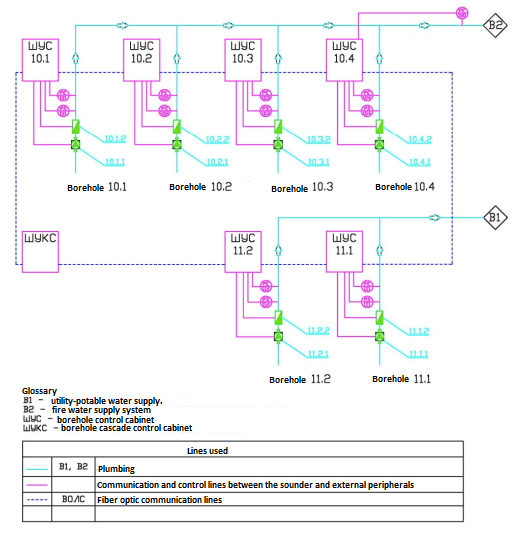 B2
ШУС ШУС ШУС ШУС
10.1 10.2 10.3 10.4
10.1.2 10.2.2 10.3.2 10.4.2
10.1.1 10.2.1 10.3.1 10.4.1
Borehole 10.1 Borehole 10.2 Borehole 10.3 Borehole 10.4
B1
ШУКС ШУС ШУС
11.2 11.1
11.2.2 11.1.2
11.2.1 11.1.1
Borehole 11.2 Borehole 11.1
Glossary
B1 - utility-potable water supply.
B2 - fire water supply system
ШУС - borehole control cabinet
ШУКС - borehole cascade control cabinet
Lines used
B1, B2 Plumbing
Communication and control lines between the sounder and external peripherals
ВОЛС Fiber optic communication lines